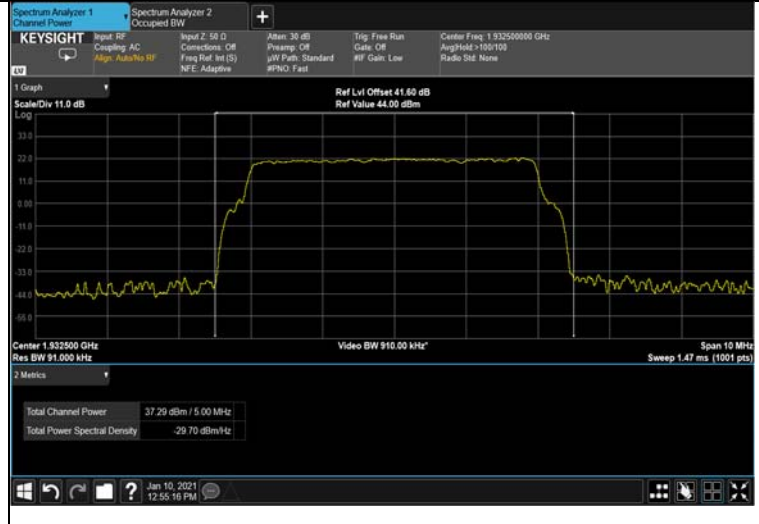 Spectrum Analyzer 1
Channel Power
Spectrum Analyzer 2
Occupied BW
+
KEYSIGHT
Input: RF
Coupling: AC
Align: Auto/No RF
Input Z: 50 Ω
Corrections: Off
Freq Ref: Int (S)
NFE: Adaptive
Atten: 30 dB
Preamp: Off
µW Path: Standard
#PNO: Fast
Trig: Free Run
Gate: Off
#IF Gain: Low
Center Freq: 1.932500000 GHz
Avg|Hold:>100/100
Radio Std: None
1 Graph
Scale/Div 11.0 dB
Ref Lvl Offset 41.60 dB
Ref Value 44.00 dBm
Log
33.0
22.0
11.0
0.00
-11.0
-22.0
-33.0
-44.0
-55.0
Center 1.932500 GHz
Res BW 91.000 kHz
Video BW 910.00 kHz*
Span 10 MHz
Sweep 1.47 ms (1001 pts)
2 Metrics
Total Channel Power 37.29 dBm / 5.00 MHz
Total Power Spectral Density -29.70 dBm/Hz
?
Jan 10, 2021
12:55:16 PM